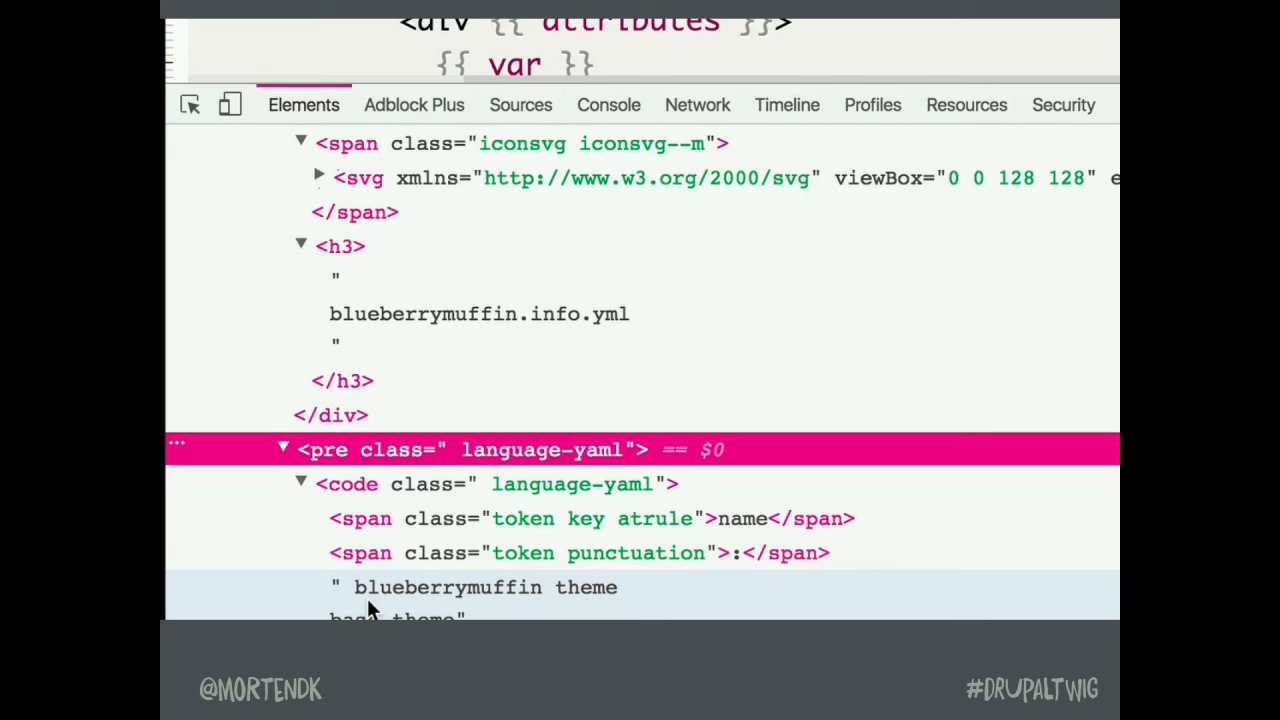 <div {{ attributes }}>
{{ var }}
Elements Adblock Plus Sources Console Network Timeline Profiles Resources Security
▼ <span class="iconsvg iconsvg--m">
▶ <svg xmlns="http://www.w3.org/2000/svg" viewBox="0 0 128 128" e
</span>
▼ <h3>
"
blueberrymuffin.info.yml
"
</h3>
</div>
... ▼ <pre class=" language-yaml"> == $0
▼ <code class=" language-yaml">
<span class="token key atrule">name</span>
<span class="token punctuation">:</span>
" blueberrymuffin theme
base theme"
@MORTENDK
#DRUPALTWIG